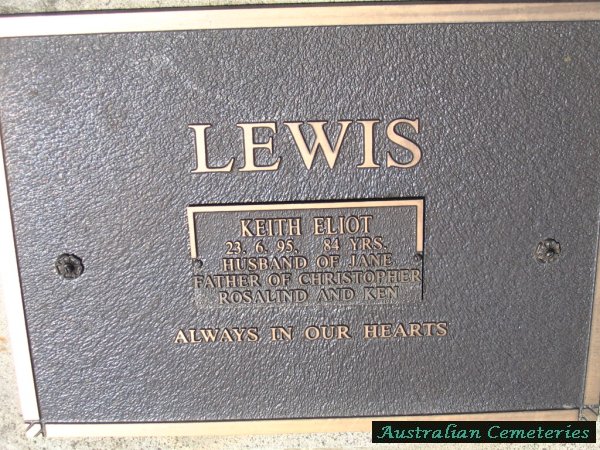 LEWIS
KEITH ELIOT
23. 6. 95. 84 YRS.
HUSBAND OF JANE
FATHER OF CHRISTOPHER
ROSALIND AND KEN
ALWAYS IN OUR HEARTS
Australian Cemeteries